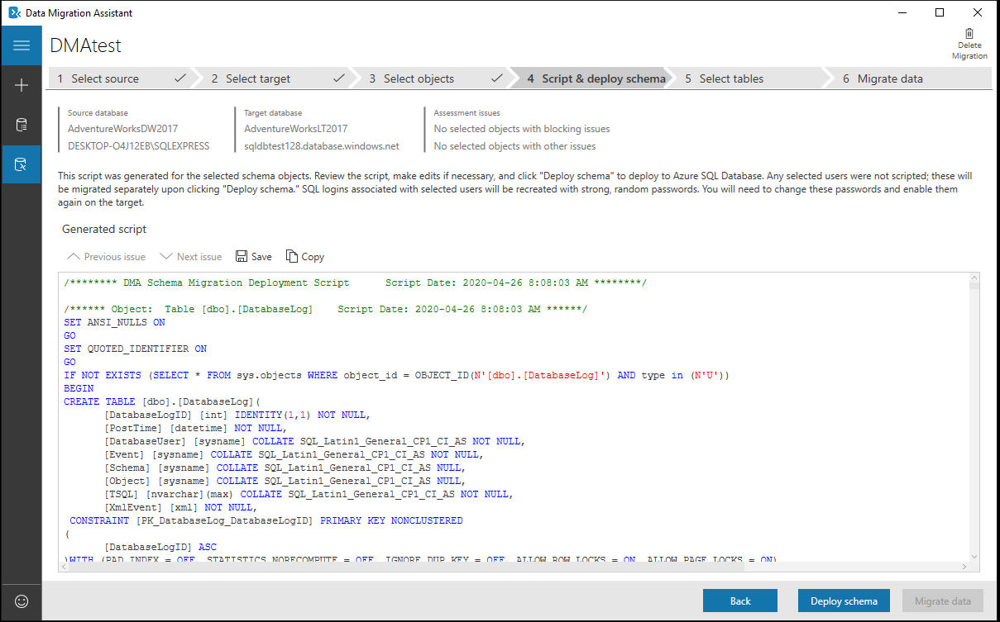 Data Migration Assistant
DMAtest
Delete
Migration
1 Select source
2 Select target
3 Select objects
4 Script & deploy schema
5 Select tables
6 Migrate data
Source database
AdventureWorksDW2017
DESKTOP-O4J12EB\SQLEXPRESS
Target database
AdventureWorksLT2017
sqldbtest128.database.windows.net
Assessment issues
No selected objects with blocking issues
No selected objects with other issues
This script was generated for the selected schema objects. Review the script, make edits if necessary, and click "Deploy schema" to deploy to Azure SQL Database. Any selected users were not scripted; these will
be migrated separately upon clicking "Deploy schema." SQL logins associated with selected users will be recreated with strong, random passwords. You will need to change these passwords and enable them
again on the target.
Generated script
Previous issue Next issue Save Copy
/******** DMA Schema Migration Deployment Script      Script Date: 2020-04-26 8:08:03 AM ********/
/****** Object:  Table [dbo].[DatabaseLog]    Script Date: 2020-04-26 8:08:03 AM ******/
SET ANSI_NULLS ON
GO
SET QUOTED_IDENTIFIER ON
GO
IF NOT EXISTS (SELECT * FROM sys.objects WHERE object_id = OBJECT_ID(N'[dbo].[DatabaseLog]') AND type in (N'U'))
BEGIN
CREATE TABLE [dbo].[DatabaseLog](
[DatabaseLogID] [int] IDENTITY(1,1) NOT NULL,
[PostTime] [datetime] NOT NULL,
[DatabaseUser] [sysname] COLLATE SQL_Latin1_General_CP1_CI_AS NOT NULL,
[Event] [sysname] COLLATE SQL_Latin1_General_CP1_CI_AS NOT NULL,
[Schema] [sysname] COLLATE SQL_Latin1_General_CP1_CI_AS NULL,
[Object] [sysname] COLLATE SQL_Latin1_General_CP1_CI_AS NULL,
[TSQL] [nvarchar](max) COLLATE SQL_Latin1_General_CP1_CI_AS NOT NULL,
[XmlEvent] [xml] NOT NULL,
CONSTRAINT [PK_DatabaseLog_DatabaseLogID] PRIMARY KEY NONCLUSTERED
(
[DatabaseLogID] ASC
)WITH (PAD_INDEX = OFF, STATISTICS_NORECOMPUTE = OFF, IGNORE_DUP_KEY = OFF, ALLOW_ROW_LOCKS = ON, ALLOW_PAGE_LOCKS = ON)
Back Deploy schema Migrate data